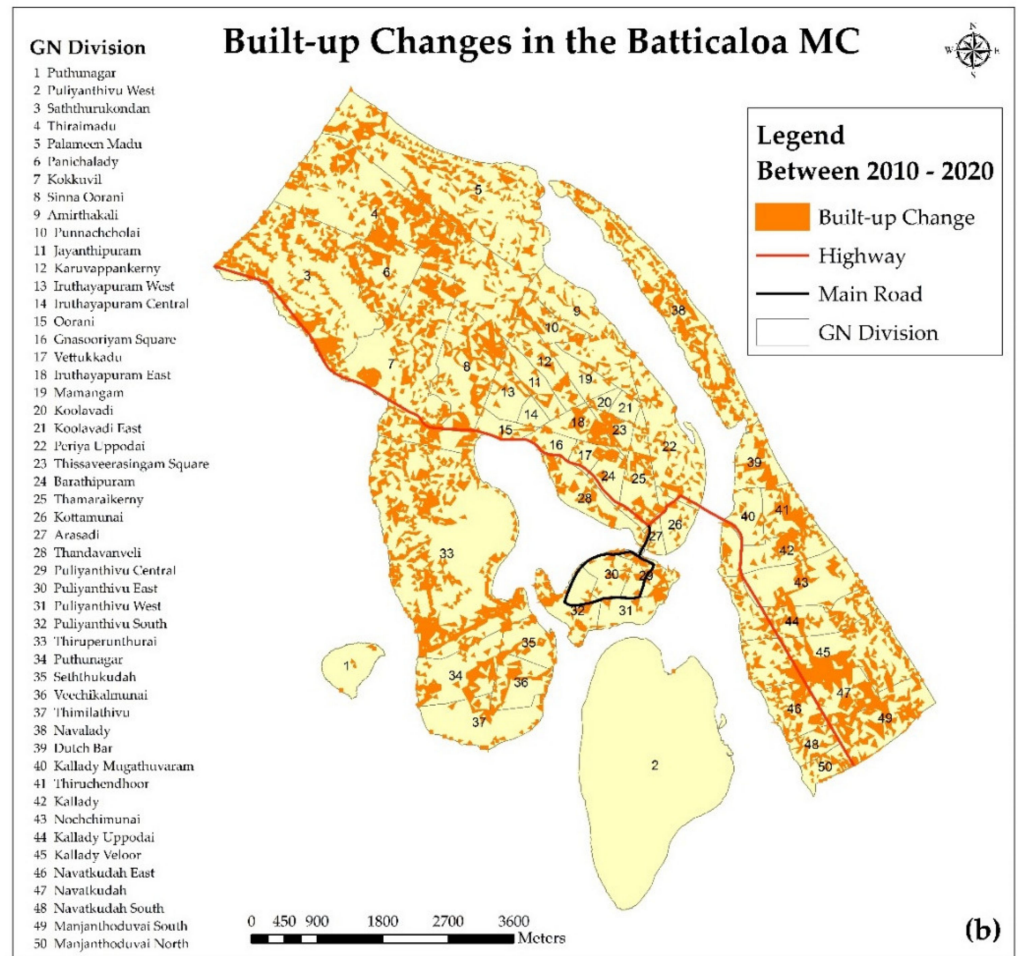 Built-up Changes in the Batticaloa MC
N
W E
S
GN Division
1 Puthunagar
2 Puliyanthivu West
3 Saththurukondan
4 Thiraimadu
5 Palameen Madu
6 Panichalady
7 Kokkuvil
8 Sinna Oorani
9 Amirthakali
10 Punnachcholai
11 Jayanthipuram
12 Karuvappankerny
13 Iruthayapuram West
14 Iruthayapuram Central
15 Oorani
16 Gnasooriyam Square
17 Vettukkadu
18 Iruthayapuram East
19 Mamangam
20 Koolavadi
21 Koolavadi East
22 Periya Uppodai
23 Thissaveerasingam Square
24 Barathipuram
25 Thamaraikerny
26 Kottamunai
27 Arasadi
28 Thandavanveli
29 Puliyanthivu Central
30 Puliyanthivu East
31 Puliyanthivu West
32 Puliyanthivu South
33 Thiruperunthurai
34 Puthunagar
35 Seththukudah
36 Veechikalmunai
37 Thimilathivu
38 Navalady
39 Dutch Bar
40 Kallady Mugathuvaram
41 Thiruchendhoor
42 Kallady
43 Nochchimunai
44 Kallady Uppodai
45 Kallady Veloor
46 Navatkudah East
47 Navatkudah
48 Navatkudah South
49 Manjanthoduvai South
50 Manjanthoduvai North
Legend
Between 2010 - 2020
Built-up Change
Highway
Main Road
GN Division
5
4
3
6
38
9
10
7
8
12
11
19
13
20
21
14
18
23
15
16
22
17
24
25
28
26
27
39
40
41
42
43
33
30
29
32
31
44
35
45
1
34
36
47
46
49
37
48
2
50
0 450 900 1800 2700 3600
Meters
(b)